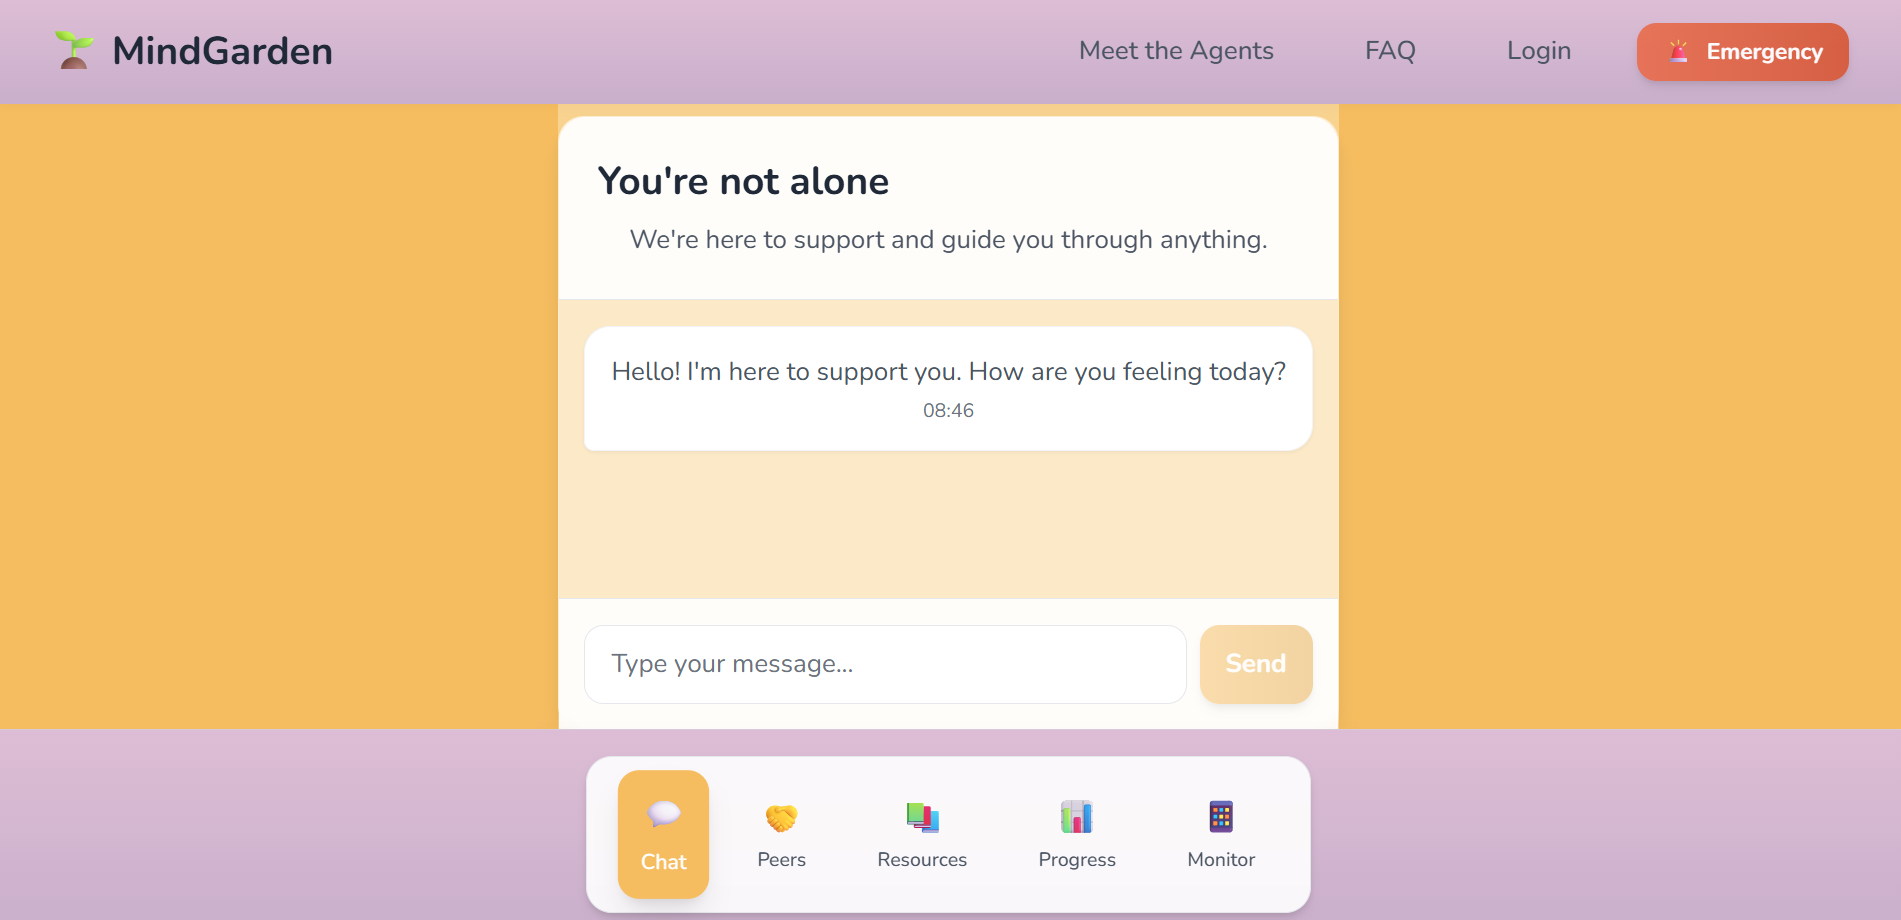 MindGarden
Meet the Agents
FAQ
Login
Emergency
You're not alone
We're here to support and guide you through anything.
Hello! I'm here to support you. How are you feeling today?
08:46
Type your message...
Send
Chat
Peers
Resources
Progress
Monitor